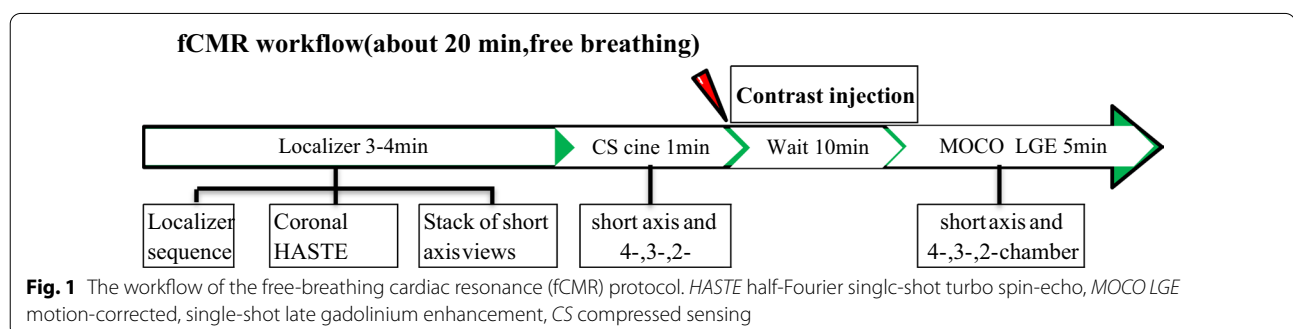 fCMR workflow(about 20 min,free breathing)
Contrast injection
Localizer 3-4min
CS cine 1min
Wait 10min
MOCO LGE 5min
Localizer
sequence
Coronal
HASTE
Stack of short
axis views
short axis and
4-,3-,2-
short axis and
4-,3-,2-chamber
Fig. 1 The workflow of the free-breathing cardiac resonance (fCMR) protocol. HASTE half-Fourier singlc-shot turbo spin-echo, MOCO LGE
motion-corrected, single-shot late gadolinium enhancement, CS compressed sensing